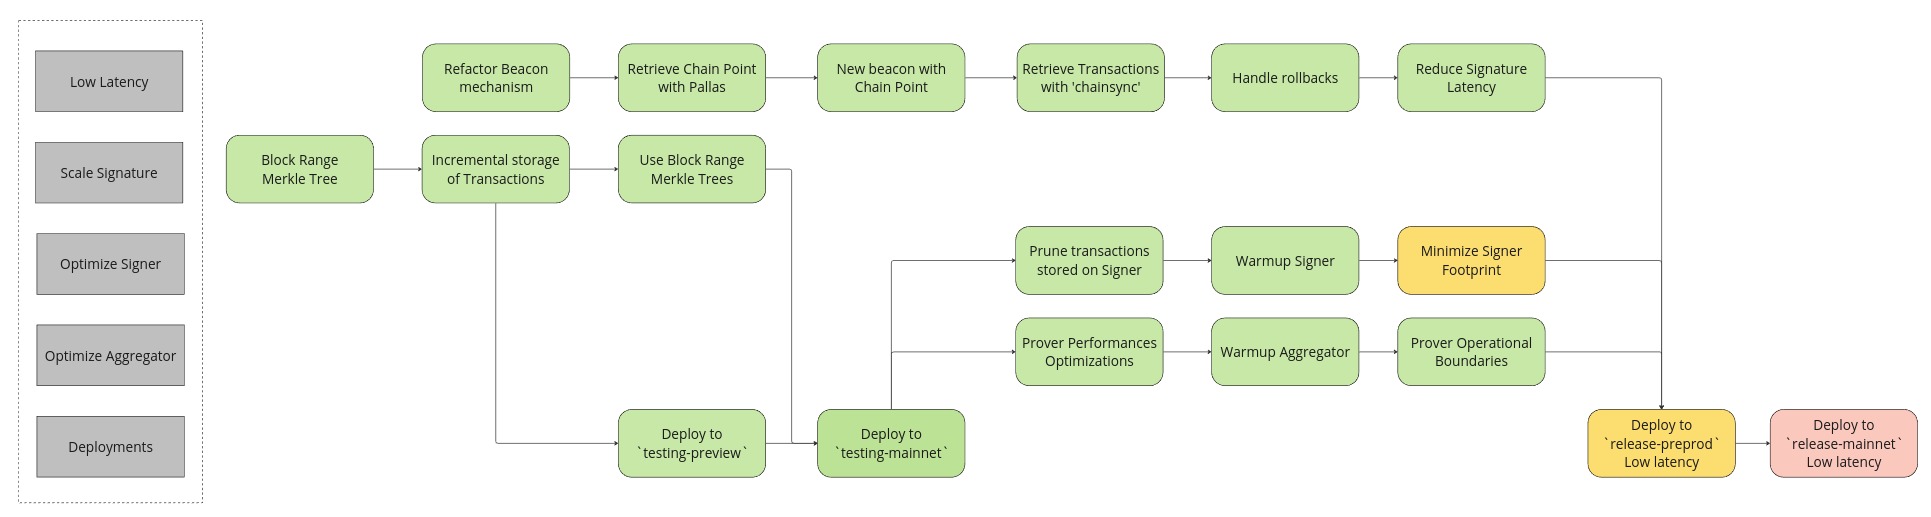 Low Latency
Refactor Beacon
mechanism
Retrieve Chain Point
with Pallas
New beacon with
Chain Point
Retrieve Transactions
with 'chainsync'
Handle rollbacks
Reduce Signature
Latency
Scale Signature
Block Range
Merkle Tree
Incremental storage
of Transactions
Use Block Range
Merkle Trees
Optimize Signer
Prune transactions
stored on Signer
Warmup Signer
Minimize Signer
Footprint
Optimize Aggregator
Prover Performances
Optimizations
Warmup Aggregator
Prover Operational
Boundaries
Deployments
Deploy to
`testing-preview`
Deploy to
`testing-mainnet`
Deploy to
`release-preprod`
Low latency
Deploy to
`release-mainnet`
Low latency